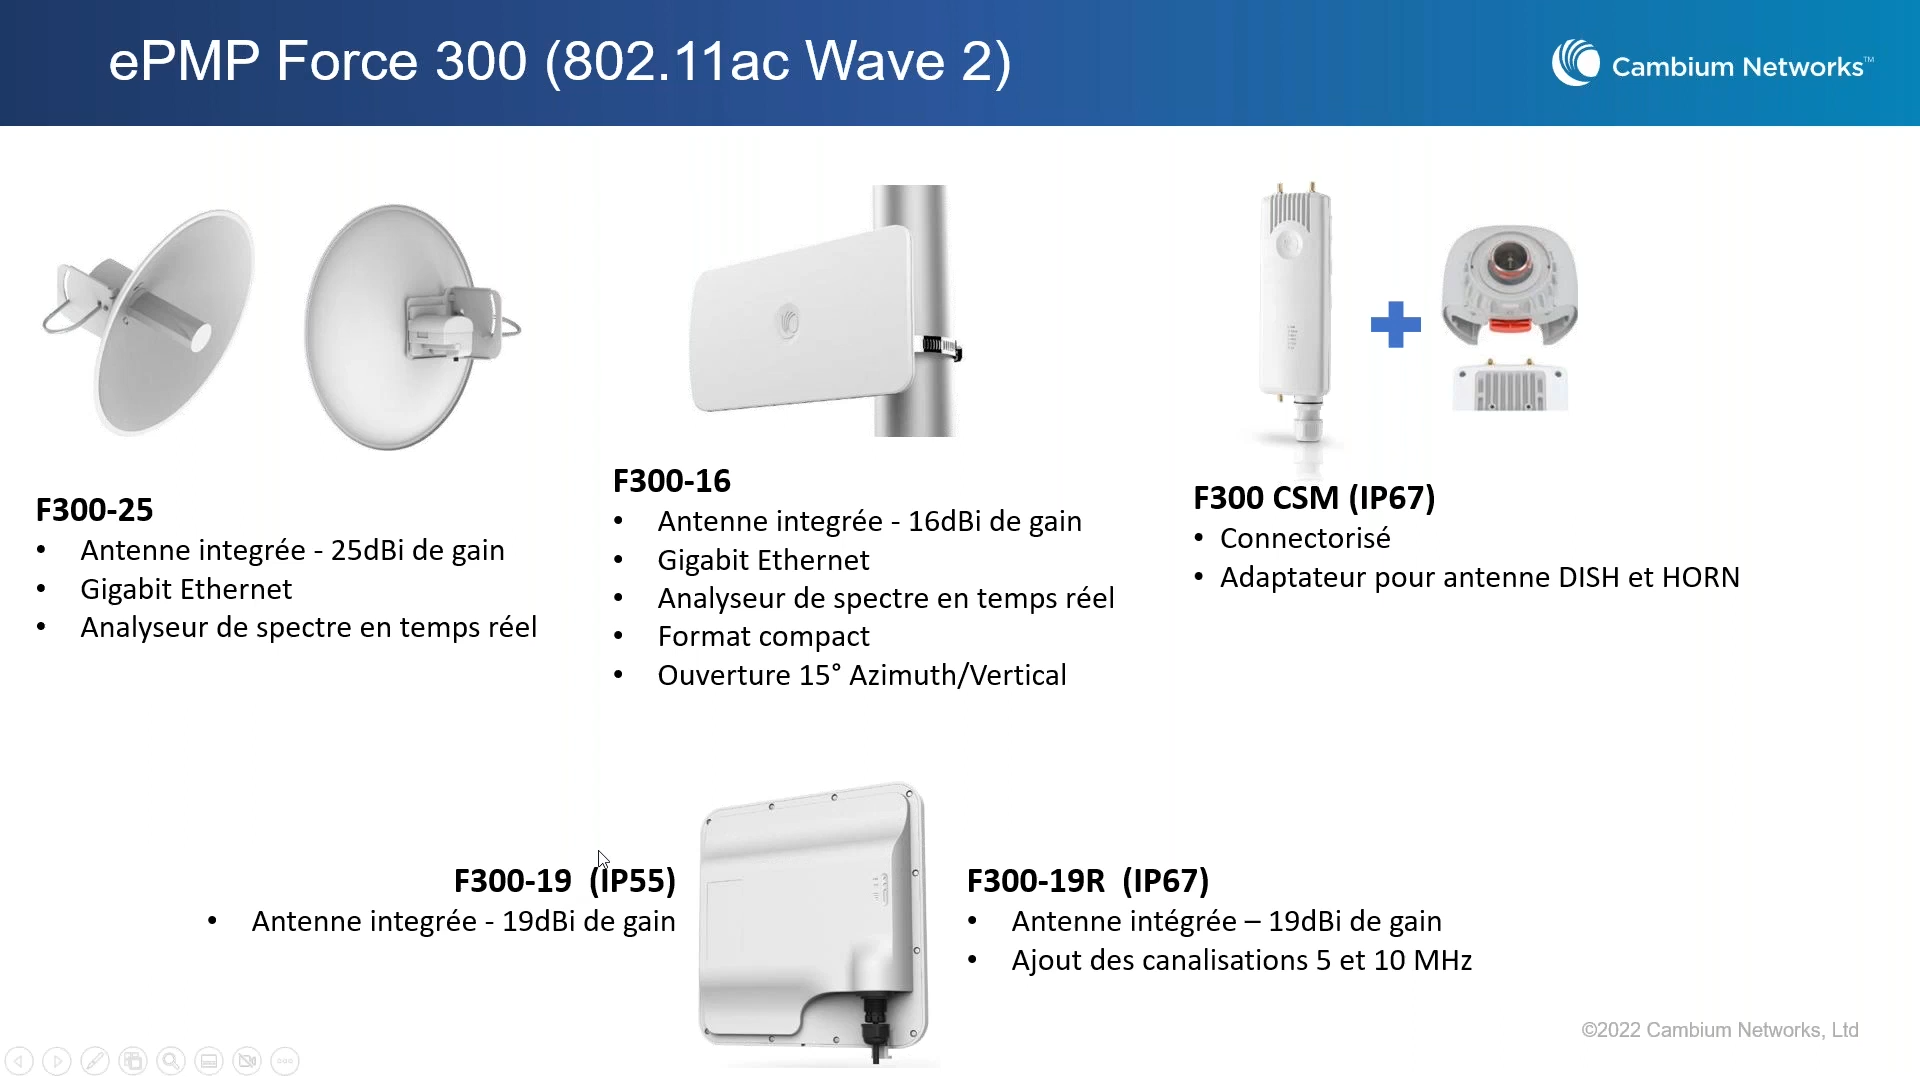 ePMP Force 300 (802.11ac Wave 2)
Cambium Networks™
F300-25
• Antenne integrée - 25dBi de gain
• Gigabit Ethernet
• Analyseur de spectre en temps réel
F300-16
• Antenne integrée - 16dBi de gain
• Gigabit Ethernet
• Analyseur de spectre en temps réel
• Format compact
• Ouverture 15° Azimuth/Vertical
F300 CSM (IP67)
• Connectorisé
• Adaptateur pour antenne DISH et HORN
F300-19 (IP55)
• Antenne integrée - 19dBi de gain
F300-19R (IP67)
• Antenne intégrée – 19dBi de gain
• Ajout des canalisations 5 et 10 MHz
©2022 Cambium Networks, Ltd